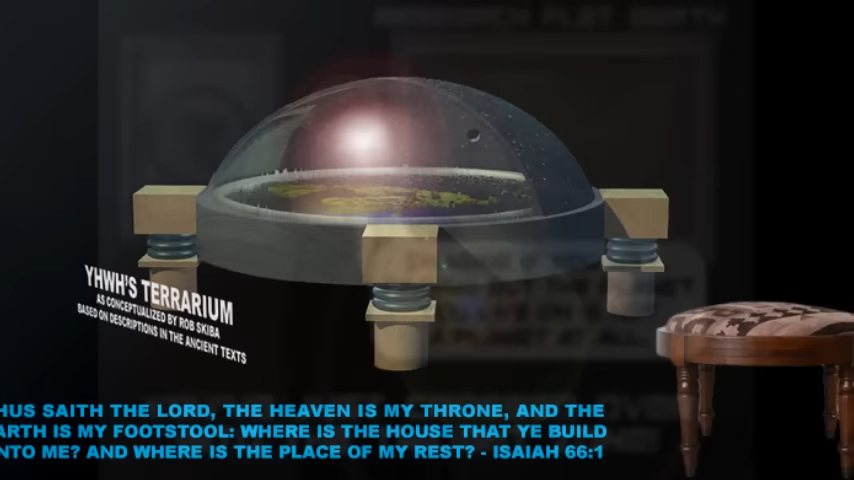 YHWH'S TERRARIUM
AS CONCEPTUALIZED BY ROB SKIBA
BASED ON DESCRIPTIONS IN THE ANCIENT TEXTS
HUS SAITH THE LORD, THE HEAVEN IS MY THRONE, AND THE
ARTH IS MY FOOTSTOOL: WHERE IS THE HOUSE THAT YE BUILD
NTO ME? AND WHERE IS THE PLACE OF MY REST? - ISAIAH 66:1